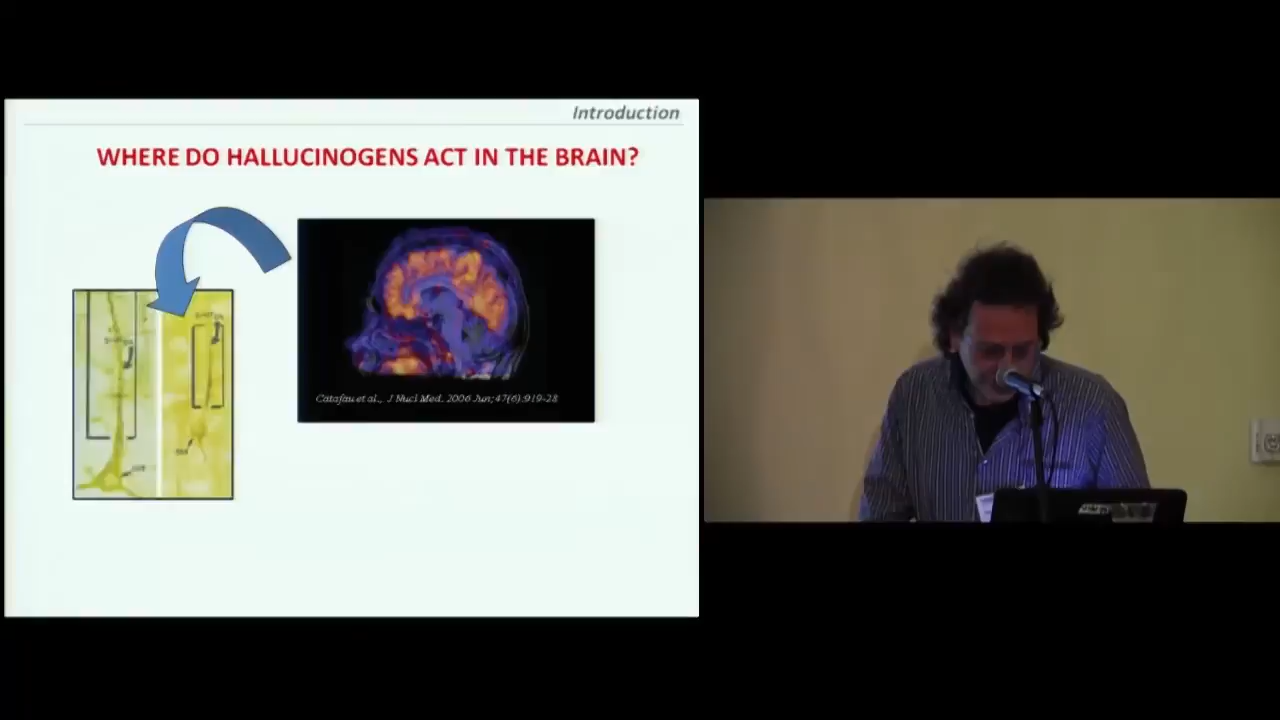 Introduction
WHERE DO HALLUCINOGENS ACT IN THE BRAIN?
Catafau et al., J Nucl Med. 2006 Jun;47(6):919-28